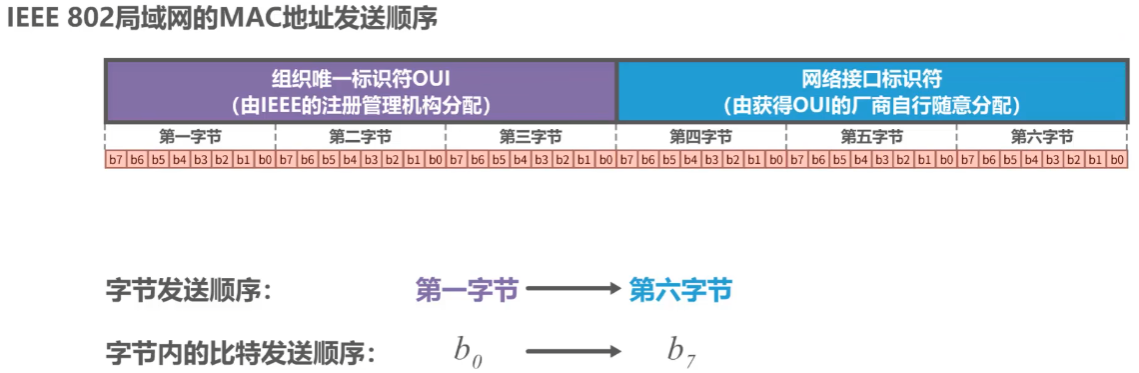 IEEE 802局域网的MAC地址发送顺序
组织唯一标识符OUI
（由IEEE的注册管理机构分配）
网络接口标识符
（由获得OUI的厂商自行随意分配）
第一字节 第二字节 第三字节 第四字节 第五字节 第六字节
b7 b6 b5 b4 b3 b2 b1 b0 b7 b6 b5 b4 b3 b2 b1 b0 b7 b6 b5 b4 b3 b2 b1 b0 b7 b6 b5 b4 b3 b2 b1 b0 b7 b6 b5 b4 b3 b2 b1 b0 b7 b6 b5 b4 b3 b2 b1 b0
字节发送顺序： 第一字节 第六字节
字节内的比特发送顺序： b0 b7